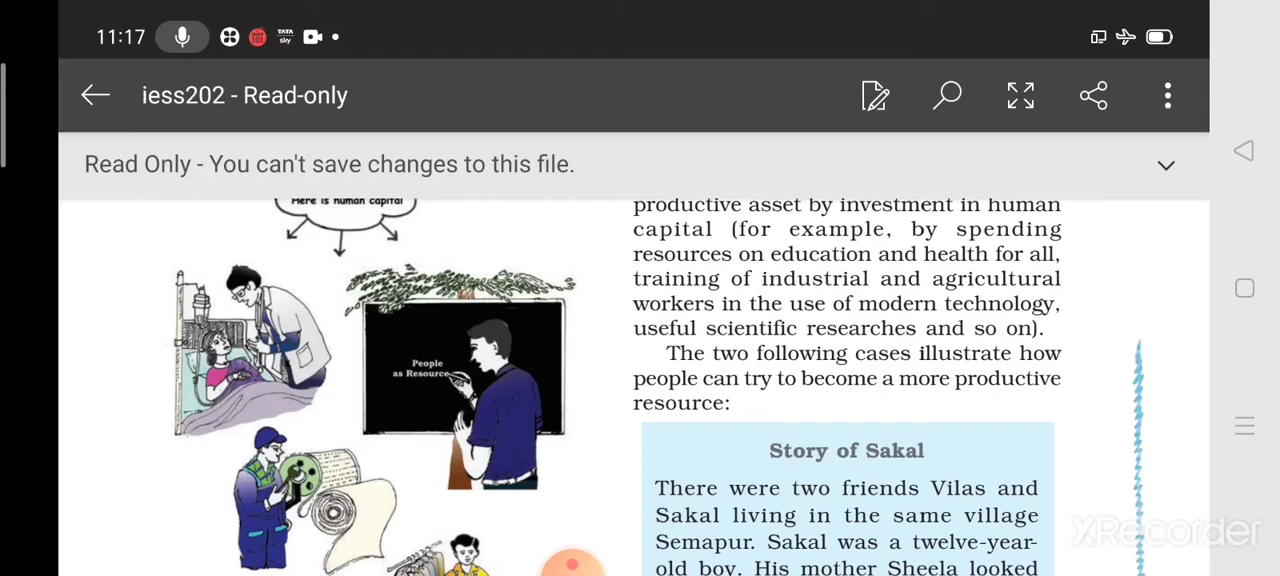 11:17
TATA
sky
iess202 - Read-only
Read Only - You can't save changes to this file.
Here is human capital
People
as Resource
productive asset by investment in human
capital (for example, by spending
resources on education and health for all,
training of industrial and agricultural
workers in the use of modern technology,
useful scientific researches and so on).
The two following cases illustrate how
people can try to become a more productive
resource:
Story of Sakal
There were two friends Vilas and
Sakal living in the same village
Semapur. Sakal was a twelve-year-
old boy. His mother Sheela looked
XRecorder